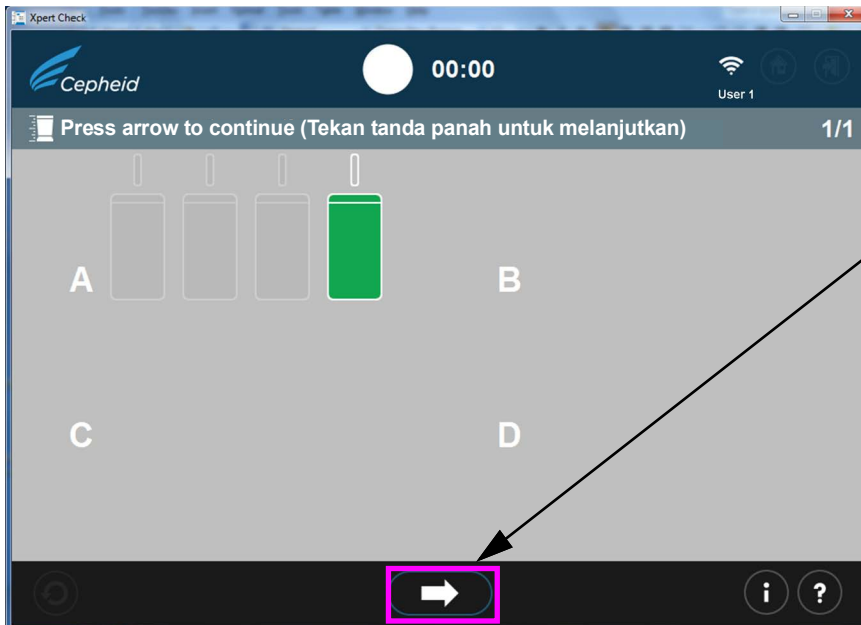 Xpert Check
Cepheid
00:00
User 1
Press arrow to continue (Tekan tanda panah untuk melanjutkan)
1/1
A
B
C
D
i
?